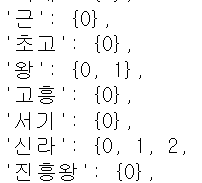 '근': {0},
'초고': {0},
'왕': {0, 1},
'고흥': {0},
'서기': {0},
'신라': {0, 1, 2,
'진흥왕': {0},